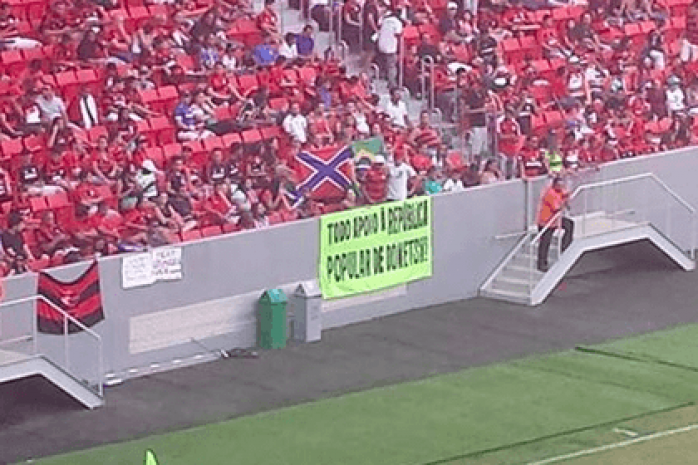 TODO APOIO À REPÚBLICA
POPULAR DE DONETSK!